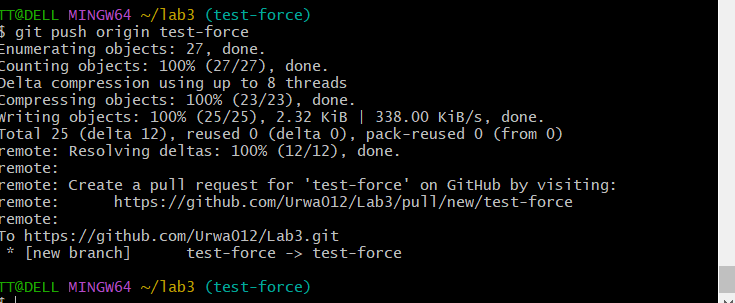 TT@DELL MINGW64 ~/lab3 (test-force)
$ git push origin test-force
Enumerating objects: 27, done.
Counting objects: 100% (27/27), done.
Delta compression using up to 8 threads
Compressing objects: 100% (23/23), done.
Writing objects: 100% (25/25), 2.32 KiB | 338.00 KiB/s, done.
Total 25 (delta 12), reused 0 (delta 0), pack-reused 0 (from 0)
remote: Resolving deltas: 100% (12/12), done.
remote:
remote: Create a pull request for 'test-force' on GitHub by visiting:
remote:      https://github.com/Urwa012/Lab3/pull/new/test-force
remote:
To https://github.com/Urwa012/Lab3.git
 * [new branch]      test-force -> test-force
TT@DELL MINGW64 ~/lab3 (test-force)
$